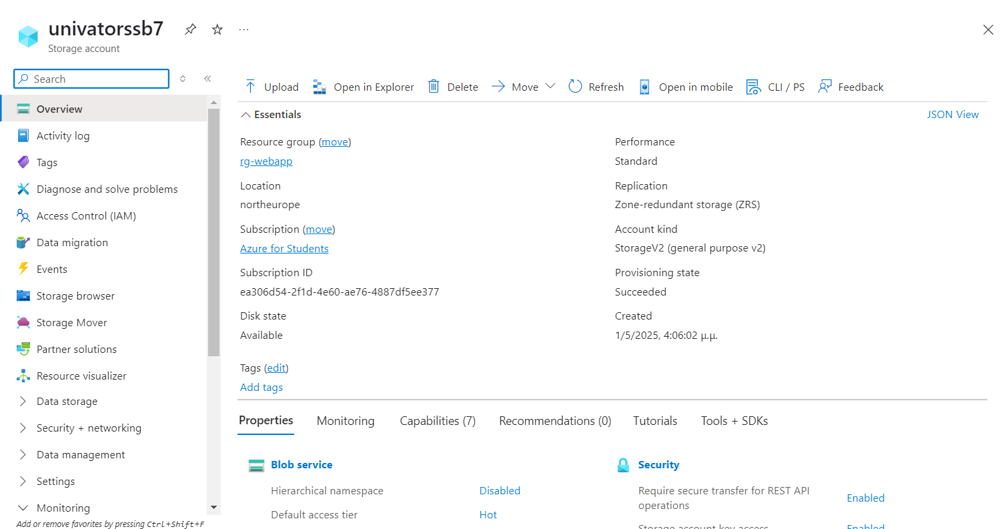 univatorssb7
Storage account
Search
Overview
Activity log
Tags
Diagnose and solve problems
Access Control (IAM)
Data migration
Events
Storage browser
Storage Mover
Partner solutions
Resource visualizer
Data storage
Security + networking
Data management
Settings
Monitoring
Add or remove favorites by pressing Ctrl+Shift+F
Upload Open in Explorer Delete Move Refresh Open in mobile CLI / PS Feedback
Essentials
JSON View
Resource group (move)
rg-webapp
Location
northeurope
Subscription (move)
Azure for Students
Subscription ID
ea306d54-2f1d-4e60-ae76-4887df5ee377
Disk state
Available
Performance
Standard
Replication
Zone-redundant storage (ZRS)
Account kind
StorageV2 (general purpose v2)
Provisioning state
Succeeded
Created
1/5/2025, 4:06:02 μ.μ.
Tags (edit)
Add tags
Properties Monitoring Capabilities (7) Recommendations (0) Tutorials Tools + SDKs
Blob service
Hierarchical namespace Disabled
Default access tier Hot
Security
Require secure transfer for REST API
operations Enabled
Storage account key access Enabled